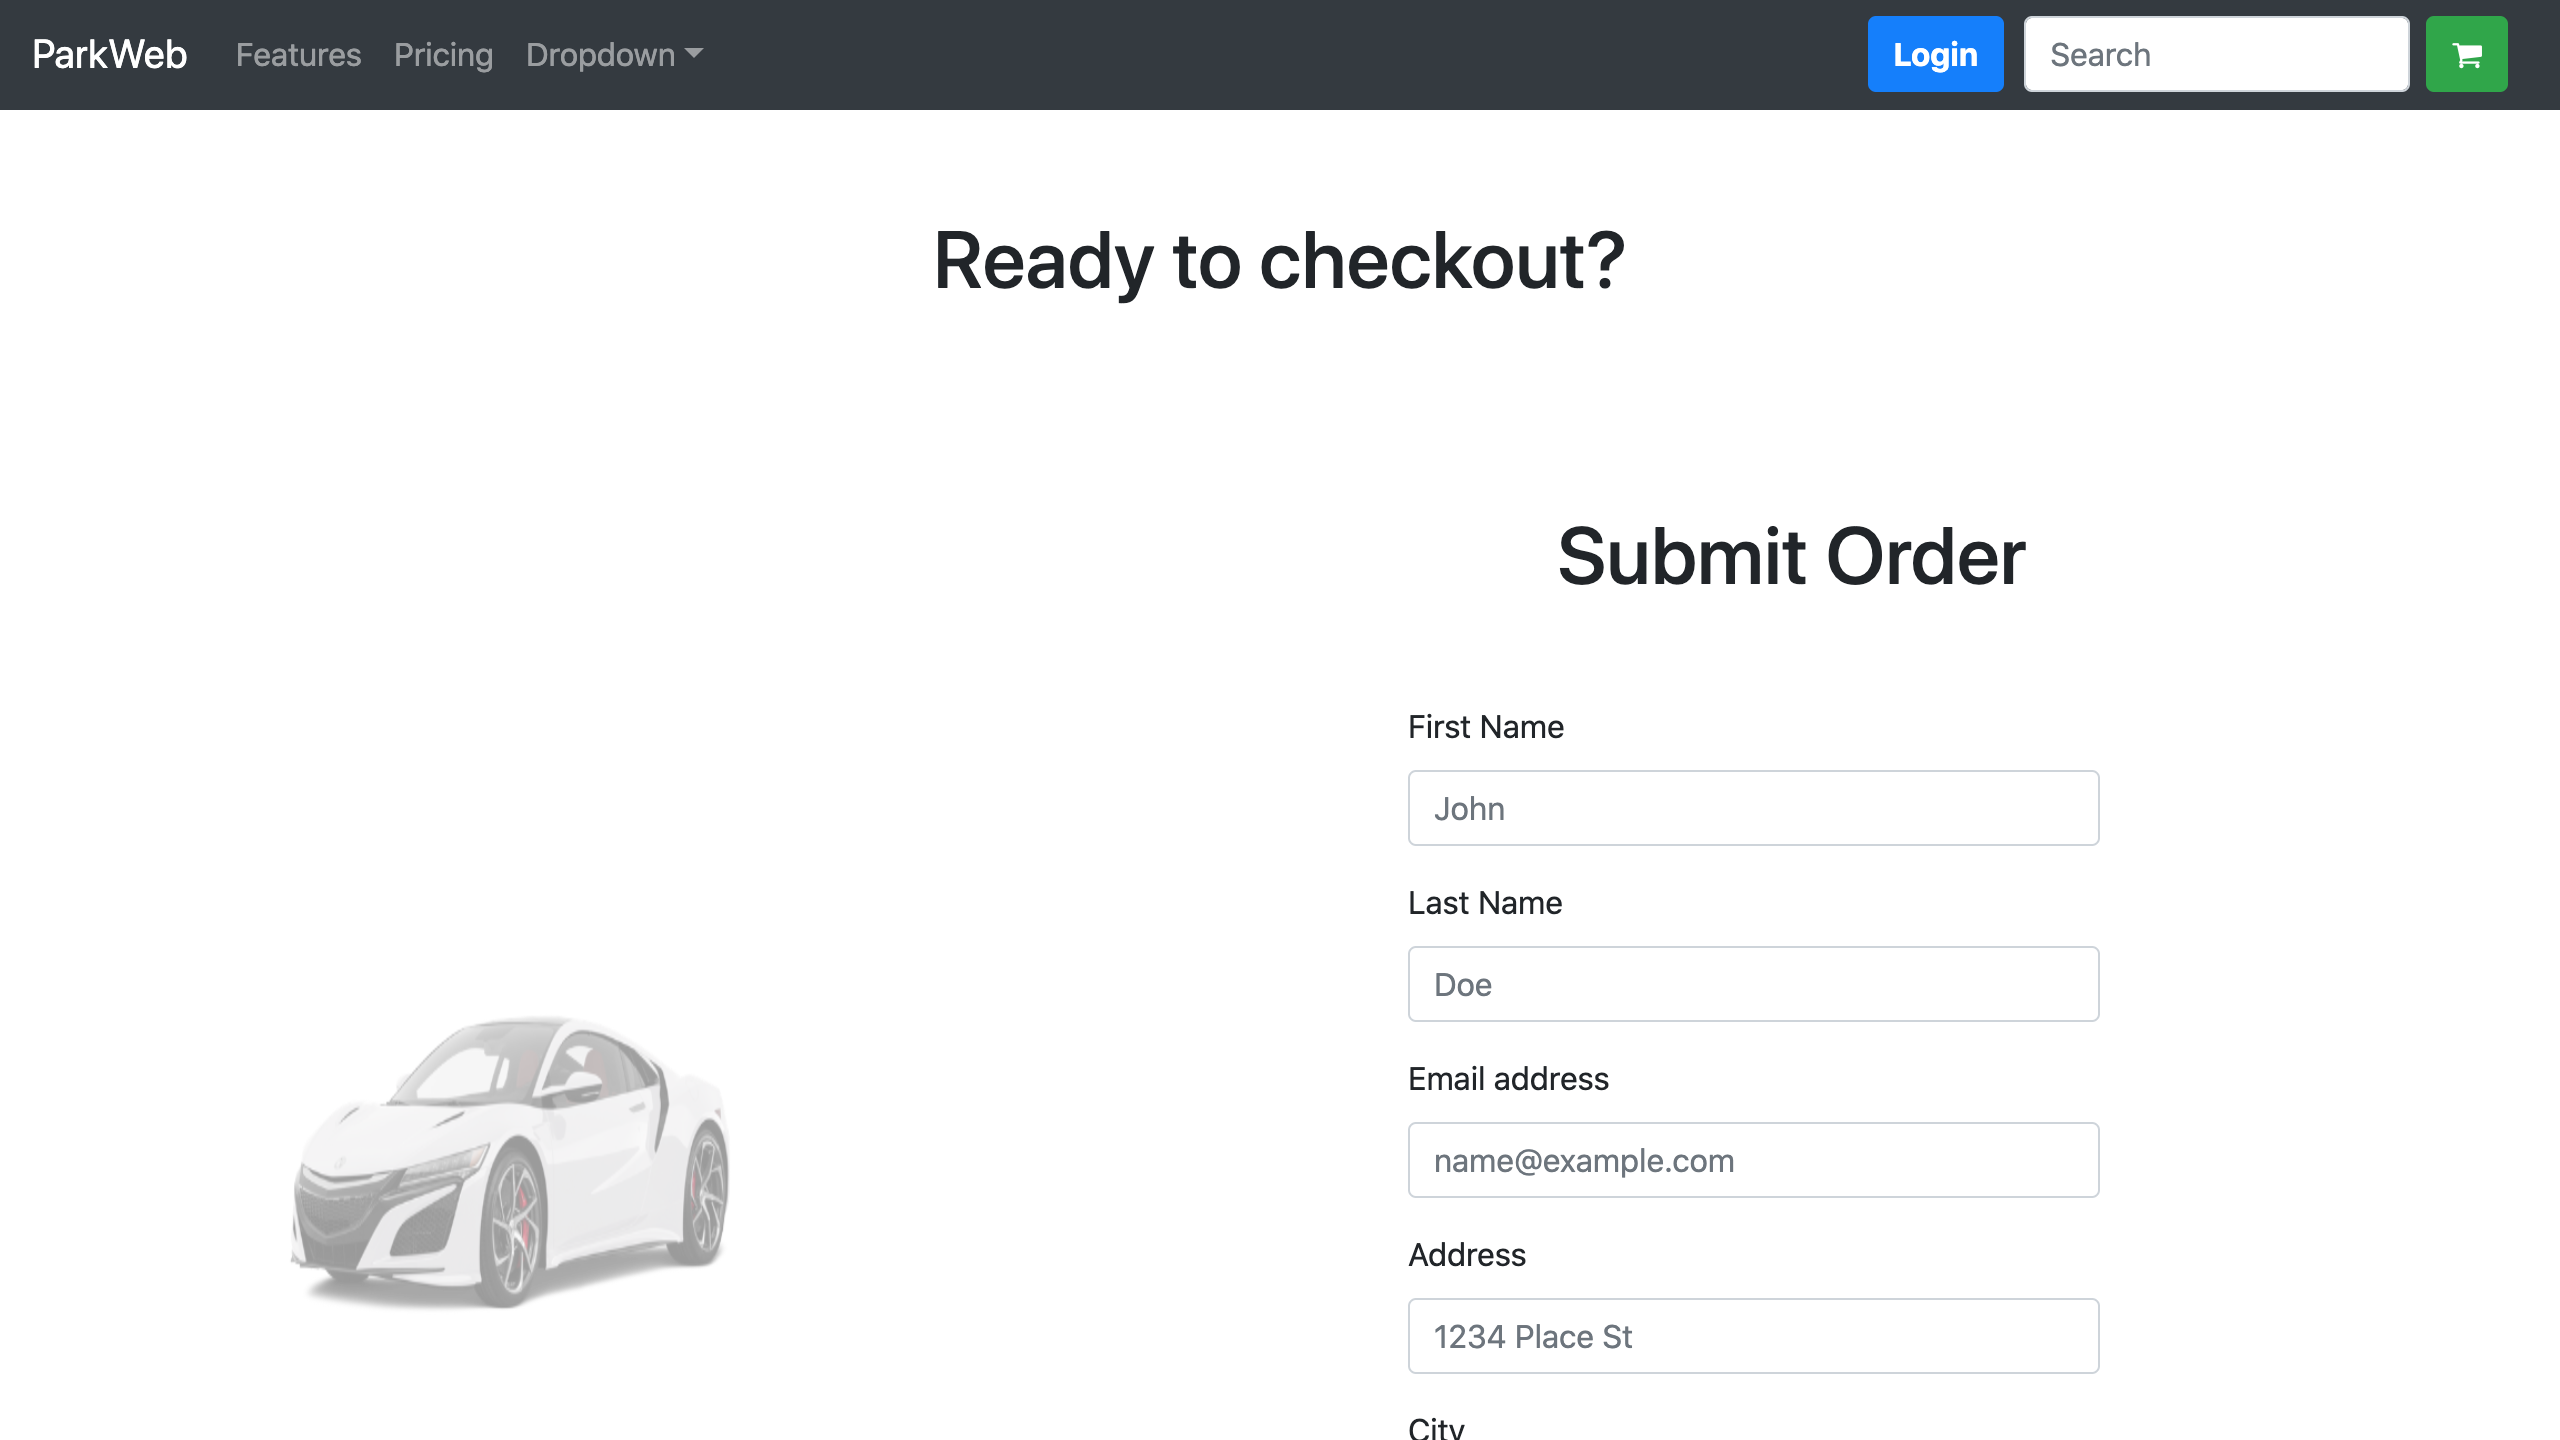 ParkWeb Features Pricing Dropdown Login Search
Ready to checkout?
Submit Order
First Name
John
Last Name
Doe
Email address
name@example.com
Address
1234 Place St
City